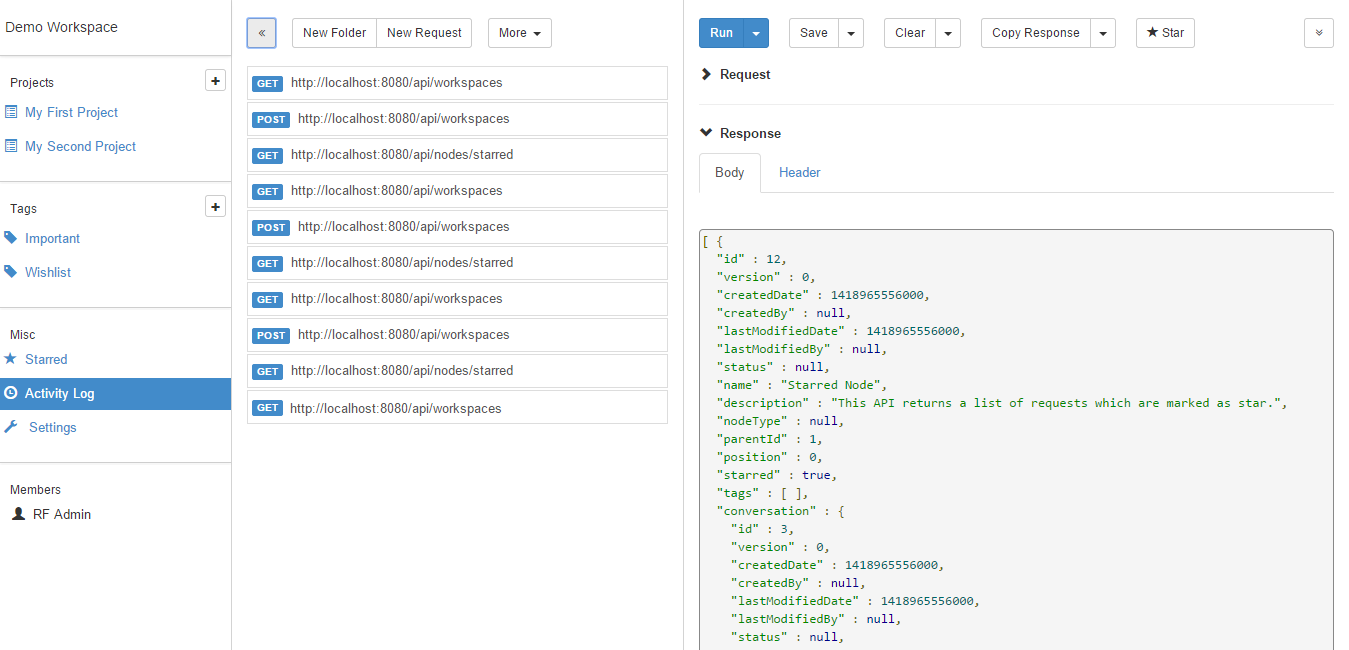 Demo Workspace
Projects
+
My First Project
My Second Project
Tags
+
Important
Wishlist
Misc
Starred
Activity Log
Settings
Members
RF Admin
«
New Folder
New Request
More
GET http://localhost:8080/api/workspaces
POST http://localhost:8080/api/workspaces
GET http://localhost:8080/api/nodes/starred
GET http://localhost:8080/api/workspaces
POST http://localhost:8080/api/workspaces
GET http://localhost:8080/api/nodes/starred
GET http://localhost:8080/api/workspaces
POST http://localhost:8080/api/workspaces
GET http://localhost:8080/api/nodes/starred
GET http://localhost:8080/api/workspaces
Run
Save
Clear
Copy Response
Star
Request
Response
Body
Header
[ {
"id" : 12,
"version" : 0,
"createdDate" : 1418965556000,
"createdBy" : null,
"lastModifiedDate" : 1418965556000,
"lastModifiedBy" : null,
"status" : null,
"name" : "Starred Node",
"description" : "This API returns a list of requests which are marked as star.",
"nodeType" : null,
"parentId" : 1,
"position" : 0,
"starred" : true,
"tags" : [ ],
"conversation" : {
"id" : 3,
"version" : 0,
"createdDate" : 1418965556000,
"createdBy" : null,
"lastModifiedDate" : 1418965556000,
"lastModifiedBy" : null,
"status" : null,